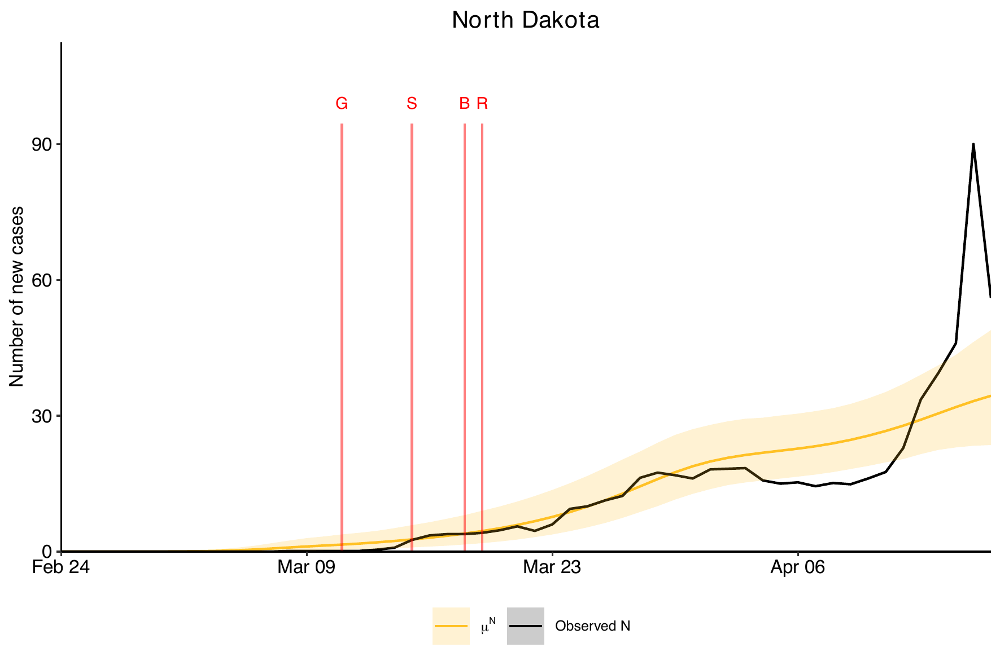 North Dakota
G S B R
Number of new cases
90
60
30
0
Feb 24 Mar 09 Mar 23 Apr 06
μᴺ Observed N